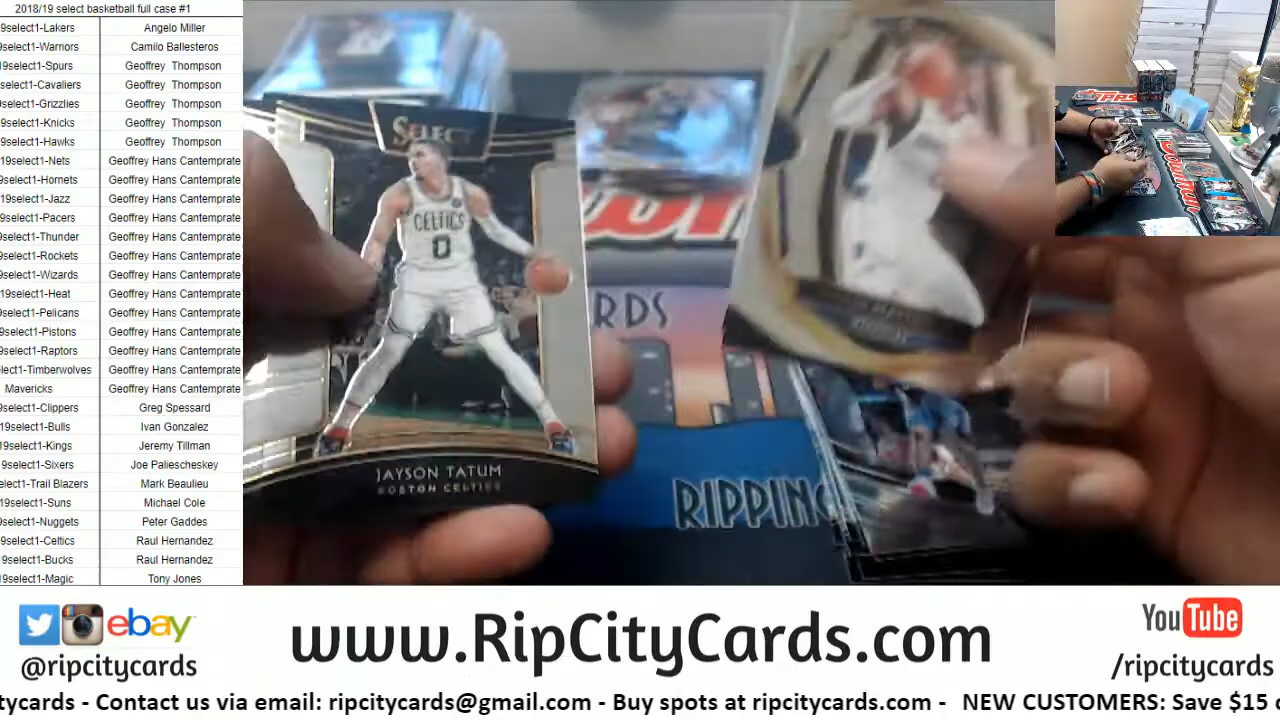 2018/19 select basketball full case #1
9select1-Lakers Angelo Miller
9select1-Warriors Camilo Ballesteros
19select1-Spurs Geoffrey Thompson
select1-Cavaliers Geoffrey Thompson
9select1-Grizzlies Geoffrey Thompson
9select1-Knicks Geoffrey Thompson
9select1-Hawks Geoffrey Thompson
19select1-Nets Geoffrey Hans Cantemprate
9select1-Hornets Geoffrey Hans Cantemprate
19select1-Jazz Geoffrey Hans Cantemprate
9select1-Pacers Geoffrey Hans Cantemprate
9select1-Thunder Geoffrey Hans Cantemprate
9select1-Rockets Geoffrey Hans Cantemprate
9select1-Wizards Geoffrey Hans Cantemprate
19select1-Heat Geoffrey Hans Cantemprate
9select1-Pelicans Geoffrey Hans Cantemprate
9select1-Pistons Geoffrey Hans Cantemprate
9select1-Raptors Geoffrey Hans Cantemprate
elect1-Timberwolves Geoffrey Hans Cantemprate
Mavericks Geoffrey Hans Cantemprate
9select1-Clippers Greg Spessard
19select1-Bulls Ivan Gonzalez
19select1-Kings Jeremy Tillman
9select1-Sixers Joe Paliescheskey
elect1-Trail Blazers Mark Beaulieu
19select1-Suns Michael Cole
9select1-Nuggets Peter Gaddes
9select1-Celtics Raul Hernandez
19select1-Bucks Raul Hernandez
9select1-Magic Tony Jones
SELECT
CELTICS
0
JAYSON TATUM
BOSTON CELTICS
RDS
RIPPING
TOPPS
BOWMAN
ebay
@ripcitycards
www.RipCityCards.com
YouTube
/ripcitycards
tycards - Contact us via email: ripcitycards@gmail.com - Buy spots at ripcitycards.com - NEW CUSTOMERS: Save $15